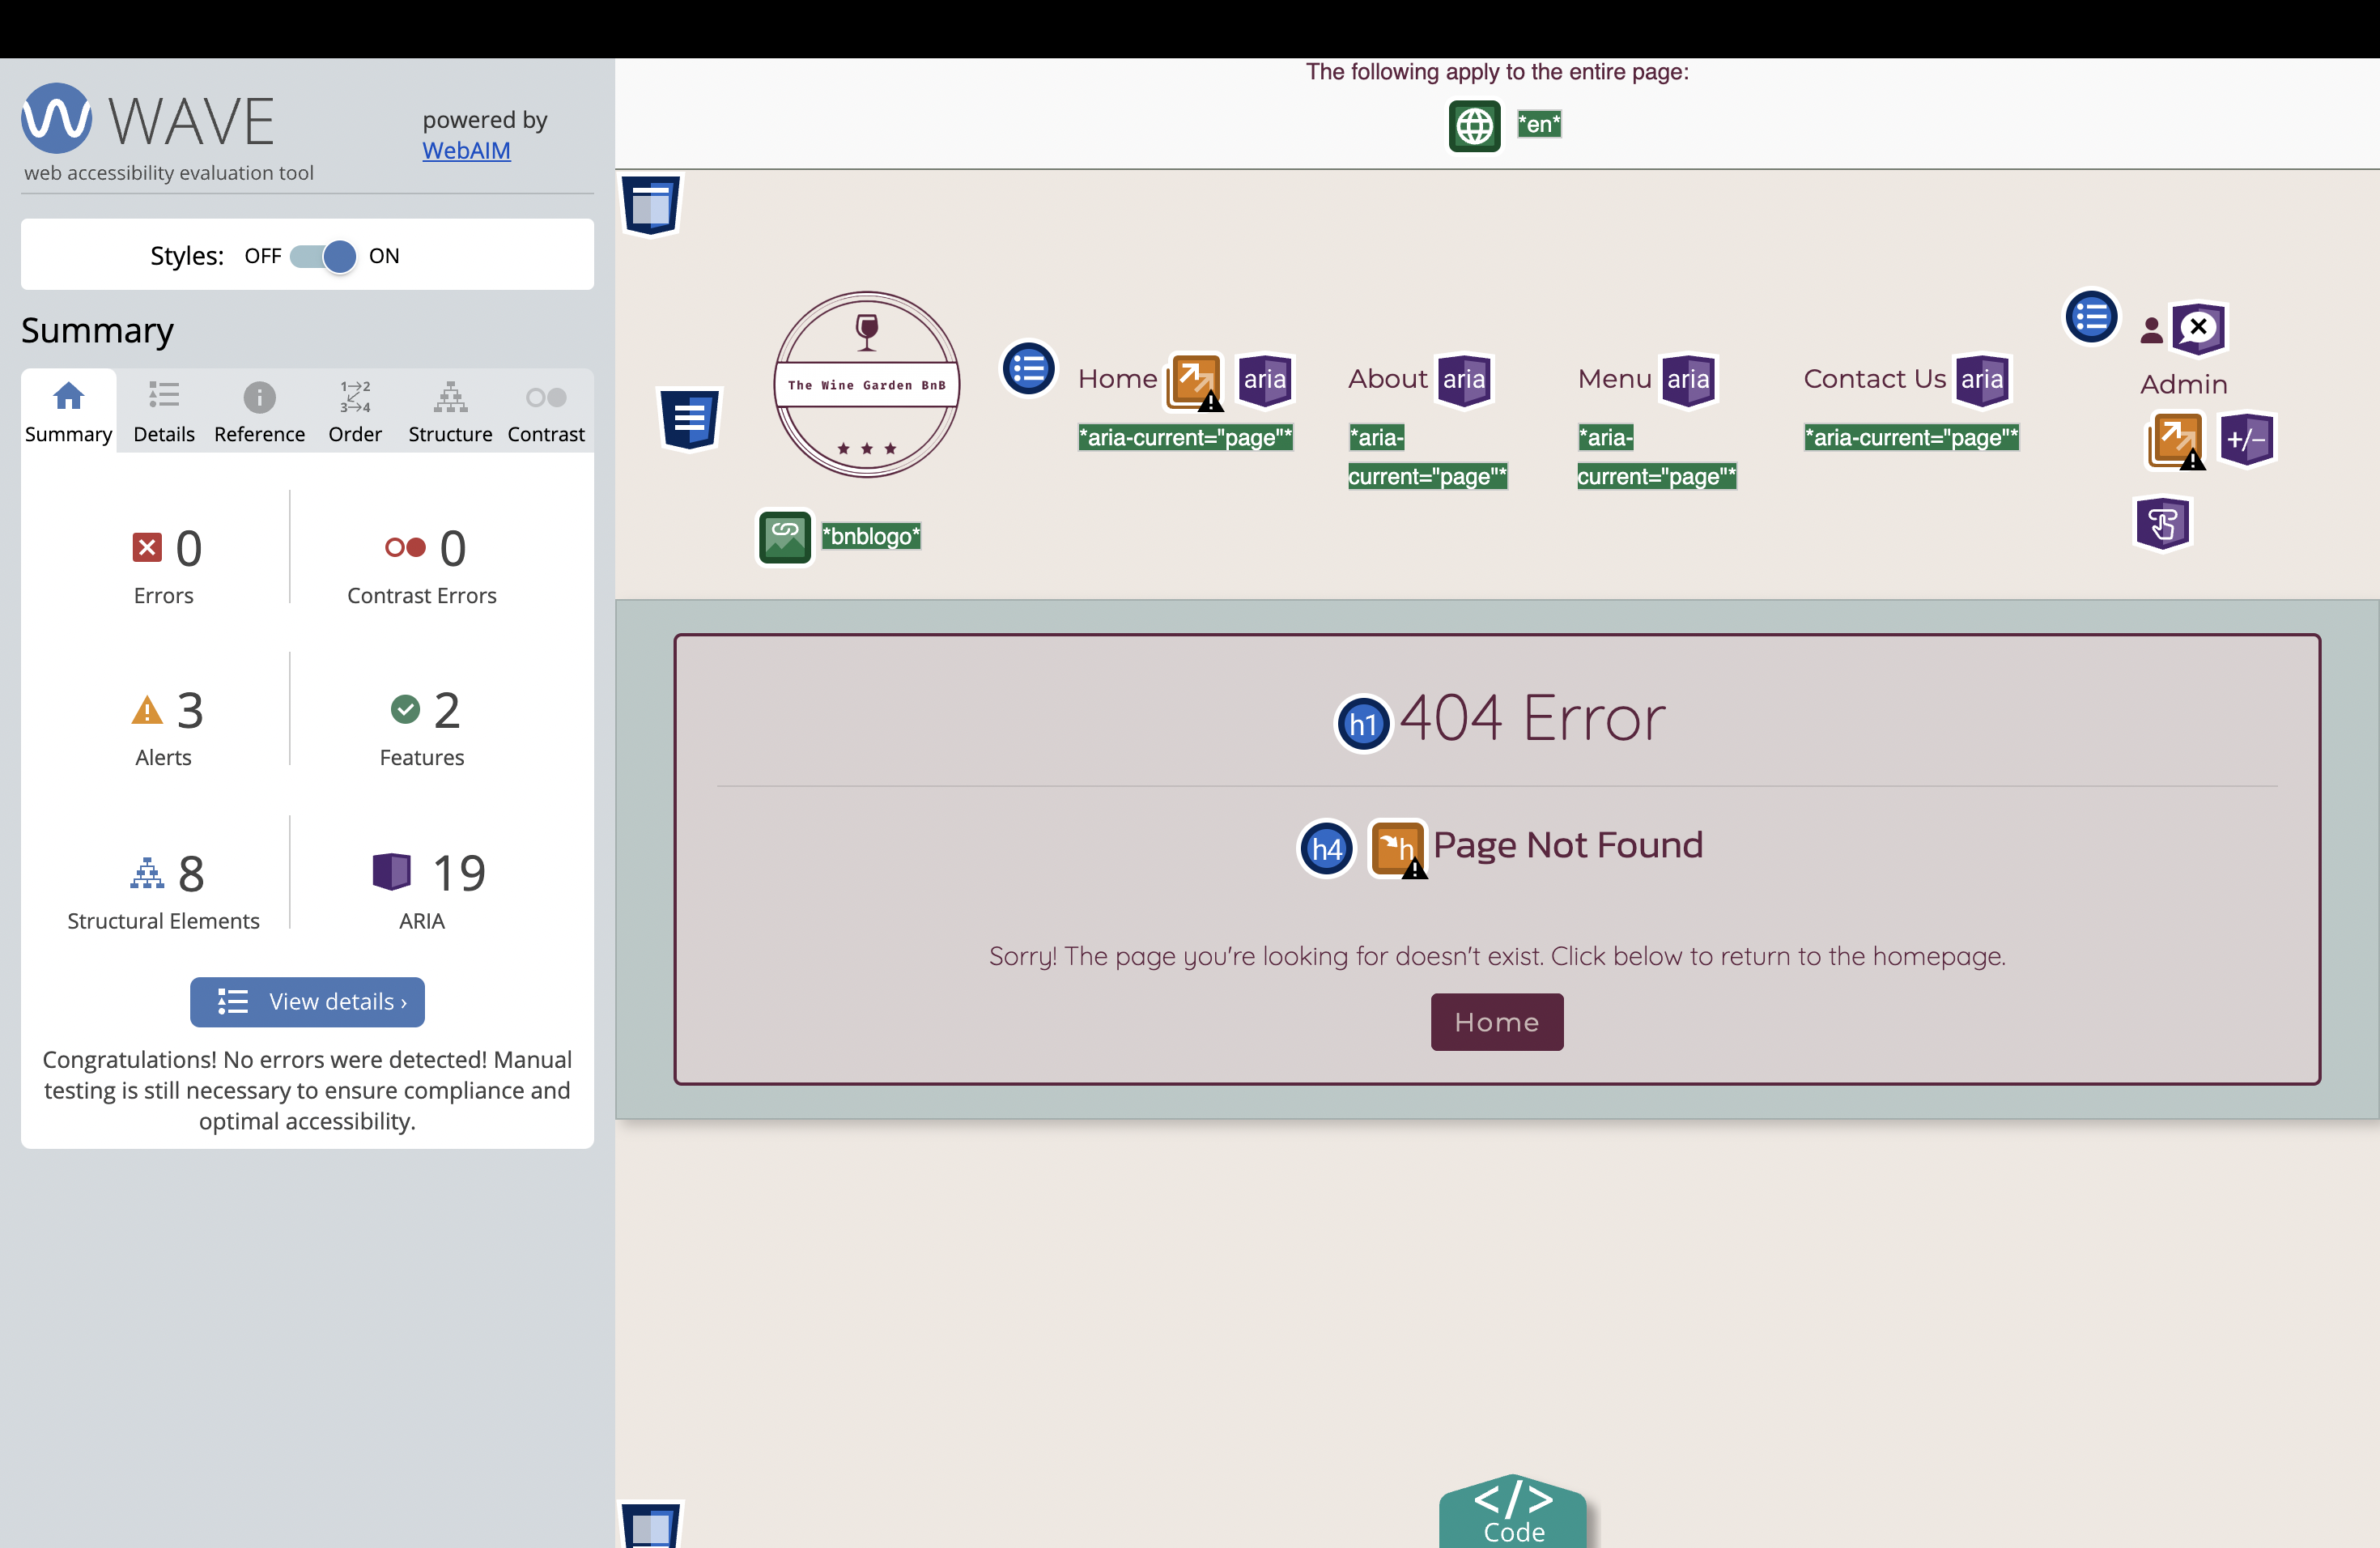 WAVE
powered by
WebAIM
web accessibility evaluation tool
Styles: OFF ON
Summary
1 2
3 4
Summary Details Reference Order Structure Contrast
0
Errors
0
Contrast Errors
3
Alerts
2
Features
8
Structural Elements
19
ARIA
View details ›
Congratulations! No errors were detected! Manual
testing is still necessary to ensure compliance and
optimal accessibility.
The following apply to the entire page:
*en*
The Wine Garden BnB
*bnblogo*
Home aria
*aria-current="page"*
About aria
*aria-
current="page"*
Menu aria
*aria-
current="page"*
Contact Us aria
*aria-current="page"*
Admin
+/−
h1 404 Error
h4 h Page Not Found
Sorry! The page you're looking for doesn't exist. Click below to return to the homepage.
Home
</>
Code